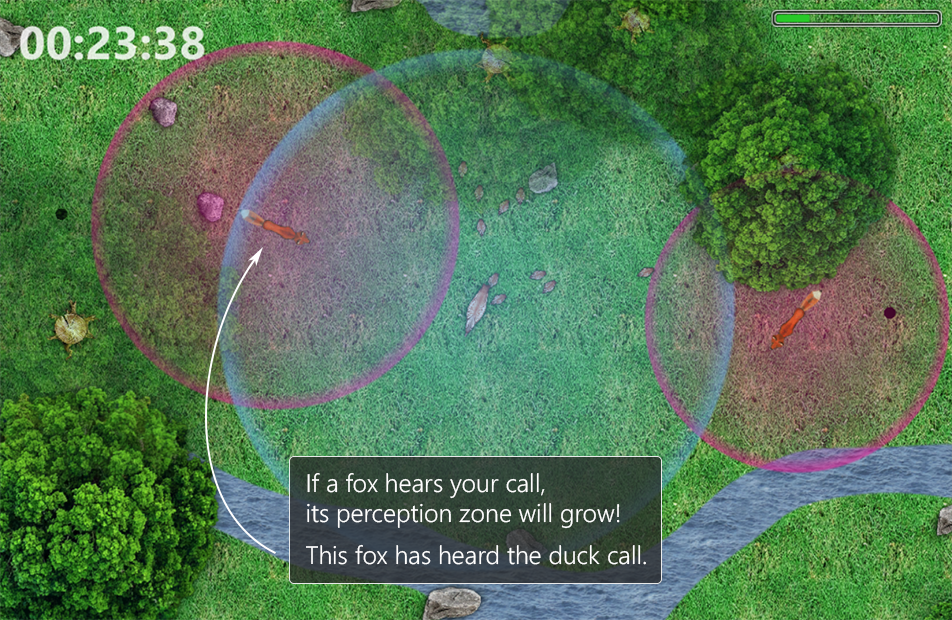 00:23:38
If a fox hears your call,
its perception zone will grow!
This fox has heard the duck call.